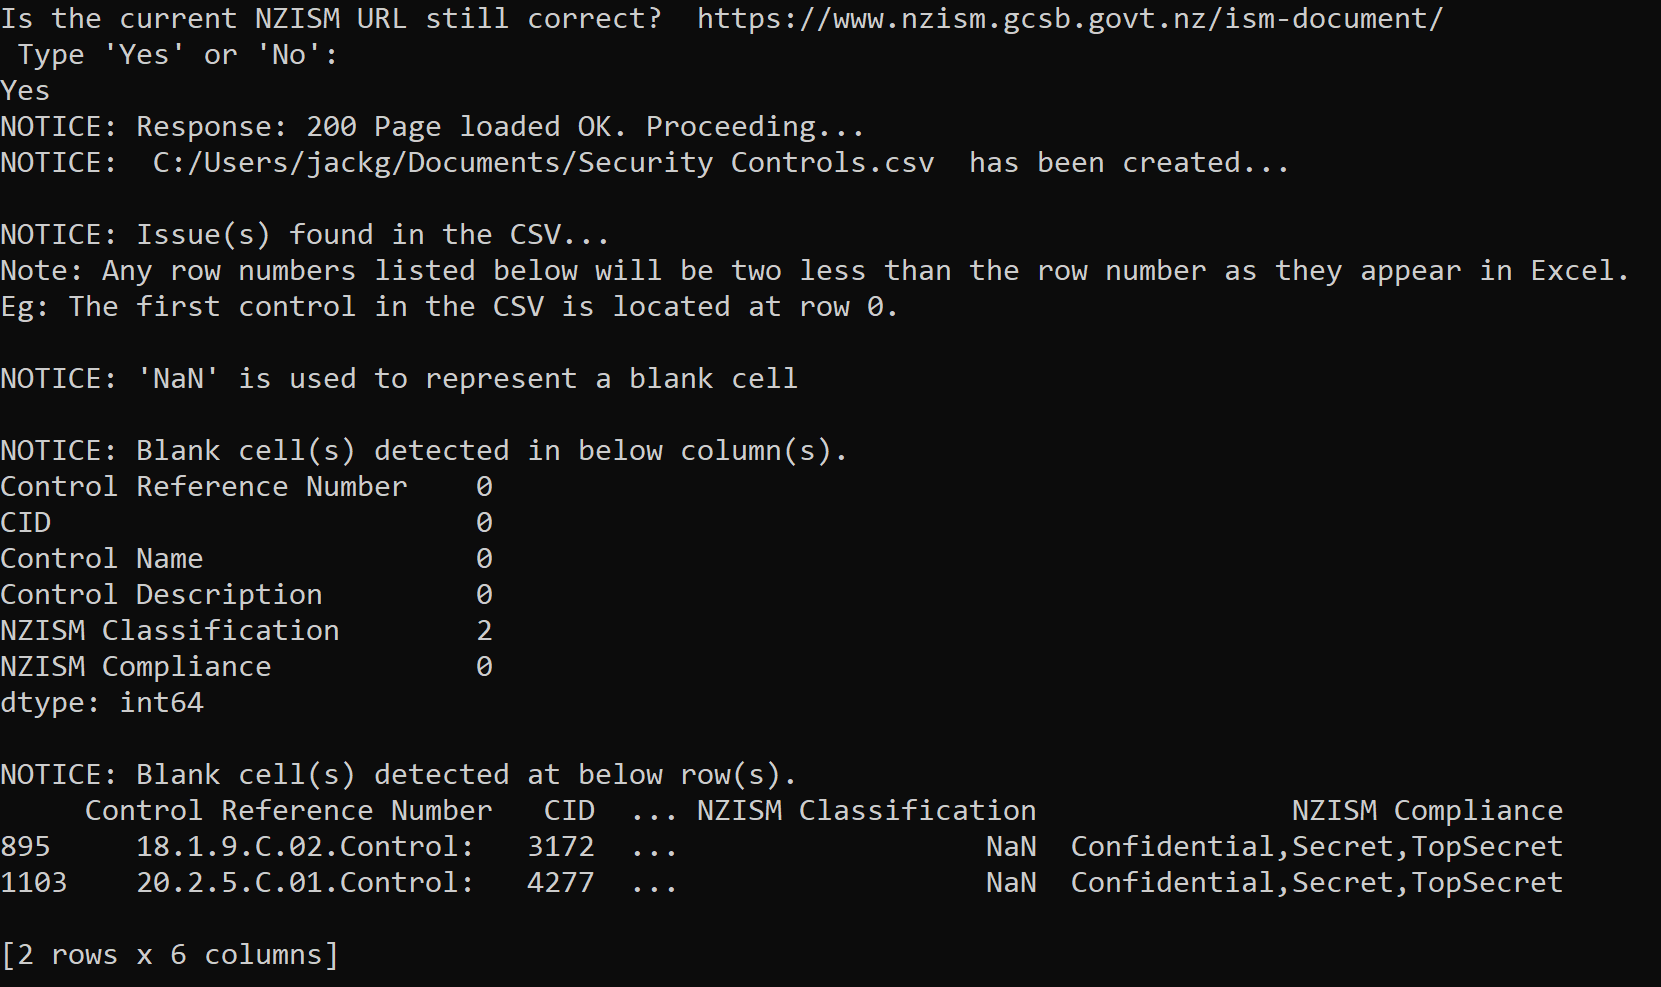 Is the current NZISM URL still correct?  https://www.nzism.gcsb.govt.nz/ism-document/
 Type 'Yes' or 'No':
Yes
NOTICE: Response: 200 Page loaded OK. Proceeding...
NOTICE:  C:/Users/jackg/Documents/Security Controls.csv  has been created...

NOTICE: Issue(s) found in the CSV...
Note: Any row numbers listed below will be two less than the row number as they appear in Excel.
Eg: The first control in the CSV is located at row 0.

NOTICE: 'NaN' is used to represent a blank cell

NOTICE: Blank cell(s) detected in below column(s).
Control Reference Number    0
CID                         0
Control Name                0
Control Description         0
NZISM Classification        2
NZISM Compliance            0
dtype: int64

NOTICE: Blank cell(s) detected at below row(s).
     Control Reference Number   CID  ... NZISM Classification               NZISM Compliance
895     18.1.9.C.02.Control:   3172  ...                  NaN  Confidential,Secret,TopSecret
1103    20.2.5.C.01.Control:   4277  ...                  NaN  Confidential,Secret,TopSecret

[2 rows x 6 columns]